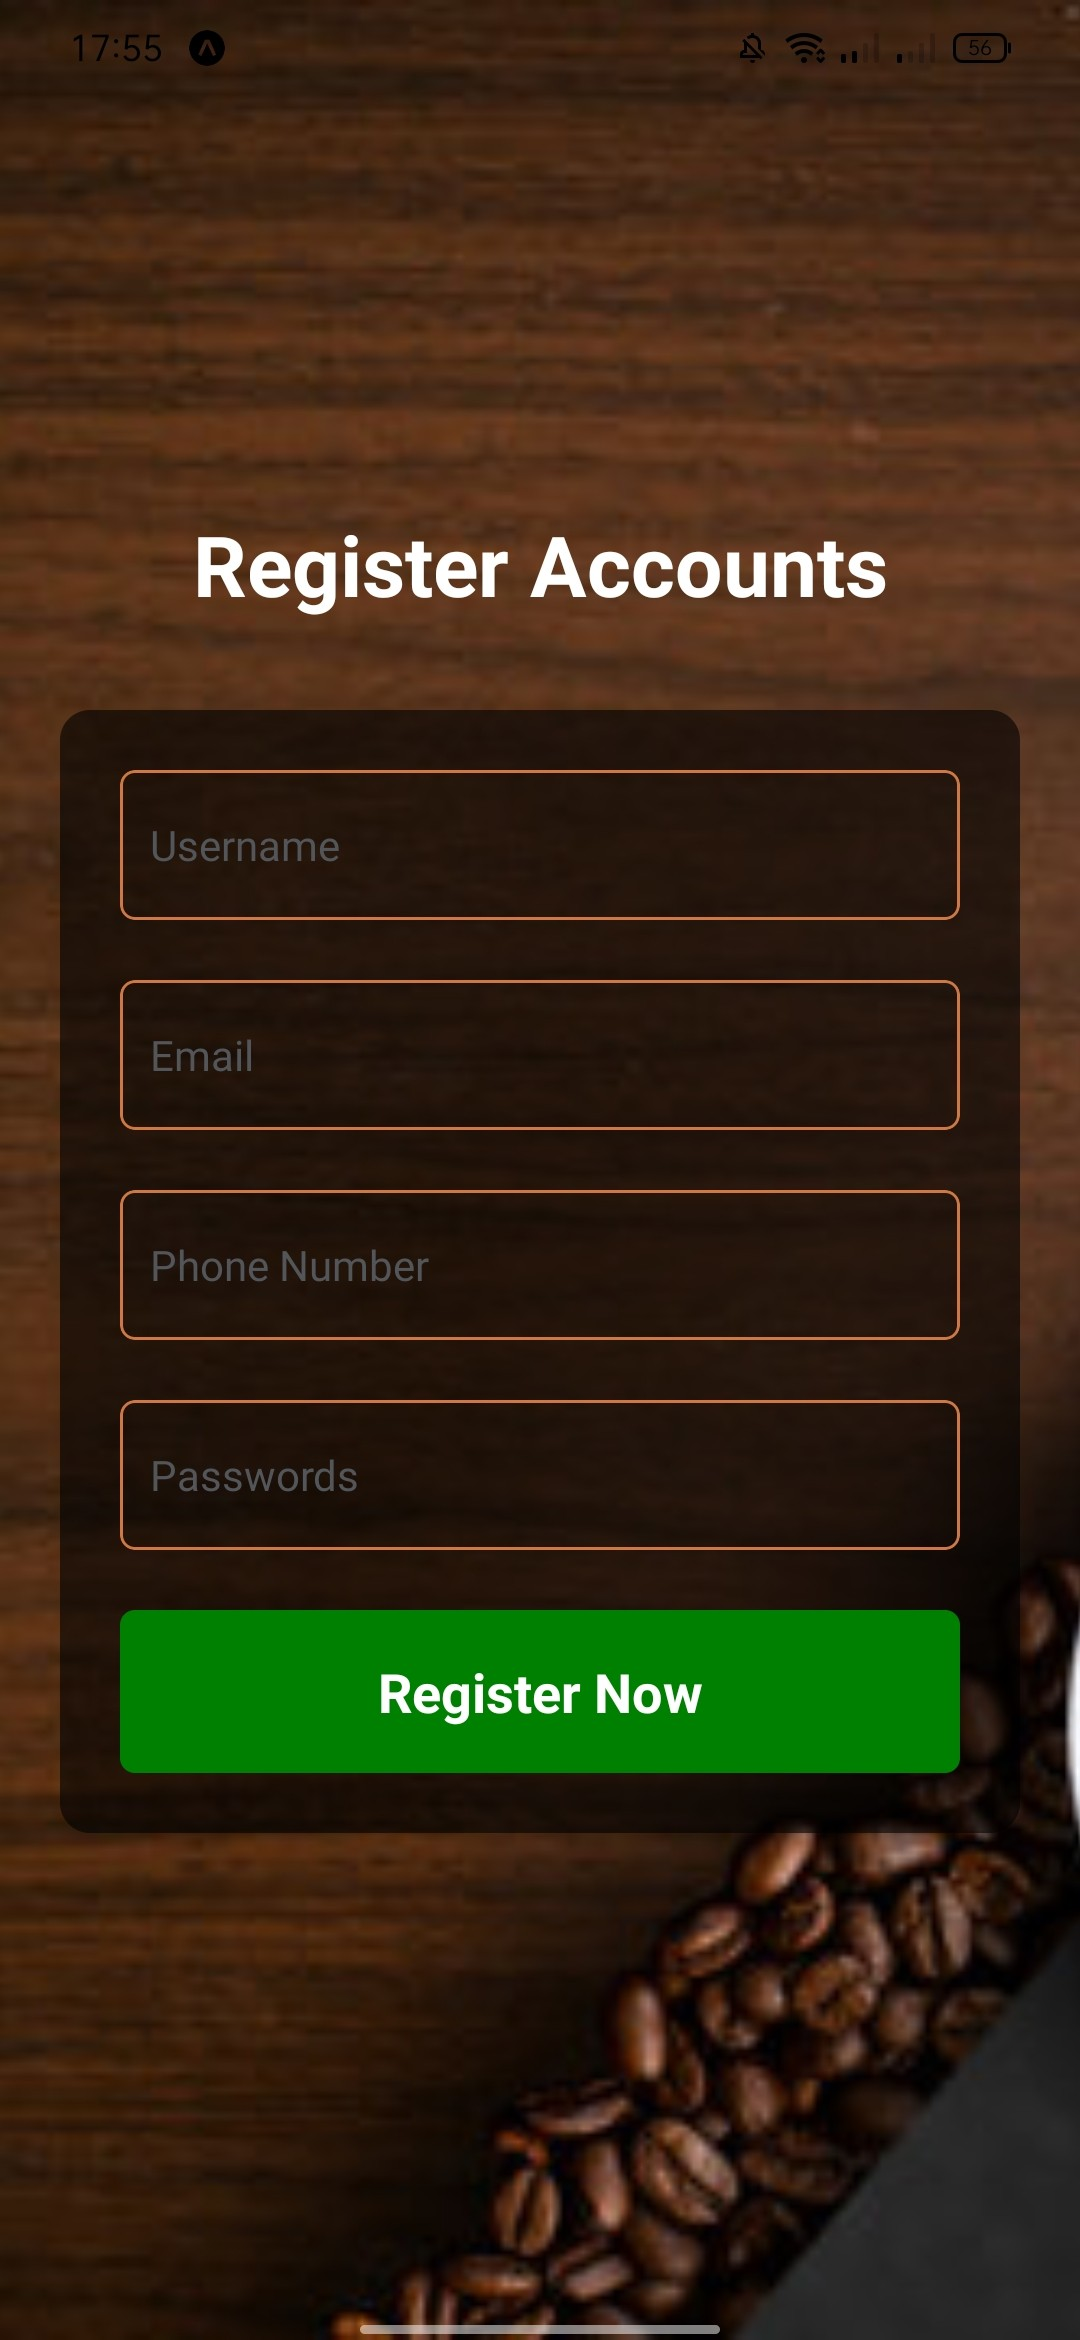 17:55
56
Register Accounts
Username
Email
Phone Number
Passwords
Register Now